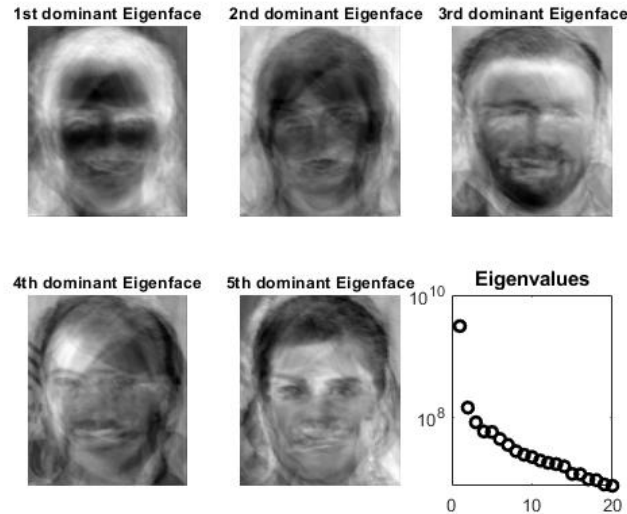 1st dominant Eigenface
2nd dominant Eigenface
3rd dominant Eigenface
4th dominant Eigenface
5th dominant Eigenface
Eigenvalues
10^10
10^8
0
10
20